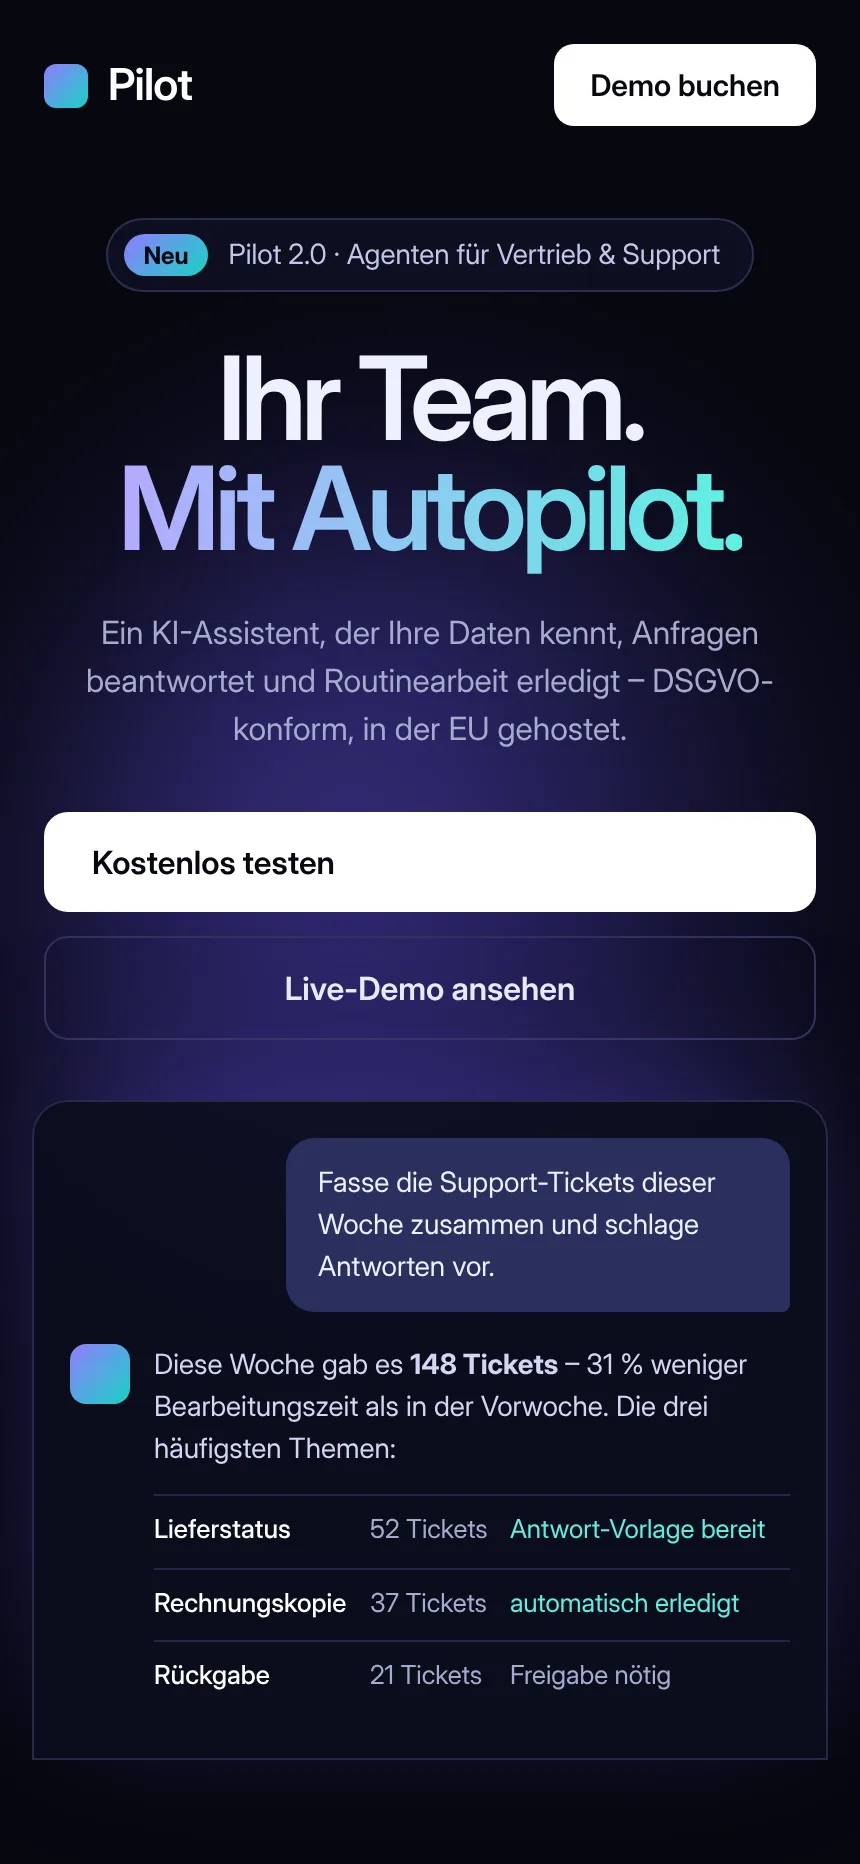 Pilot
Demo buchen
Neu Pilot 2.0 · Agenten für Vertrieb & Support
Ihr Team.
Mit Autopilot.
Ein KI-Assistent, der Ihre Daten kennt, Anfragen
beantwortet und Routinearbeit erledigt – DSGVO-
konform, in der EU gehostet.
Kostenlos testen
Live-Demo ansehen
Fasse die Support-Tickets dieser
Woche zusammen und schlage
Antworten vor.
Diese Woche gab es 148 Tickets – 31 % weniger
Bearbeitungszeit als in der Vorwoche. Die drei
häufigsten Themen:
Lieferstatus 52 Tickets Antwort-Vorlage bereit
Rechnungskopie 37 Tickets automatisch erledigt
Rückgabe 21 Tickets Freigabe nötig